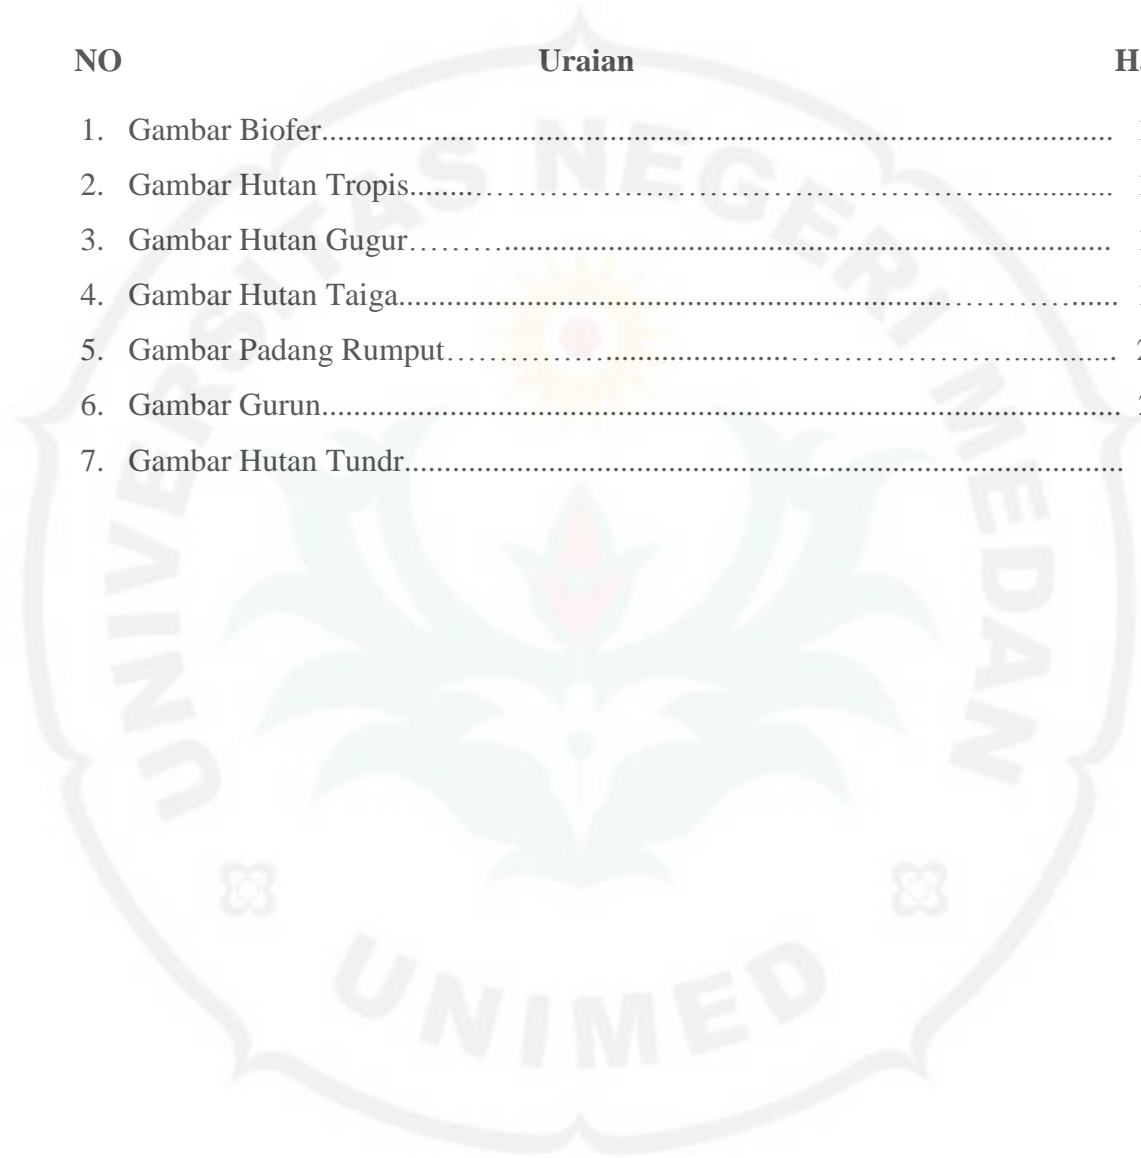 NO Uraian
1. Gambar Biofer....................................................................................................
2. Gambar Hutan Tropis........……………………………………………………................
3. Gambar Hutan Gugur………............................................................................
4. Gambar Hutan Taiga....................................................................…………......
5. Gambar Padang Rumput……………......................…………………….............
6. Gambar Gurun....................................................................................................
7. Gambar Hutan Tundr..........................................................................................
UNIVERSITAS NEGERI MEDAN
UNIMED